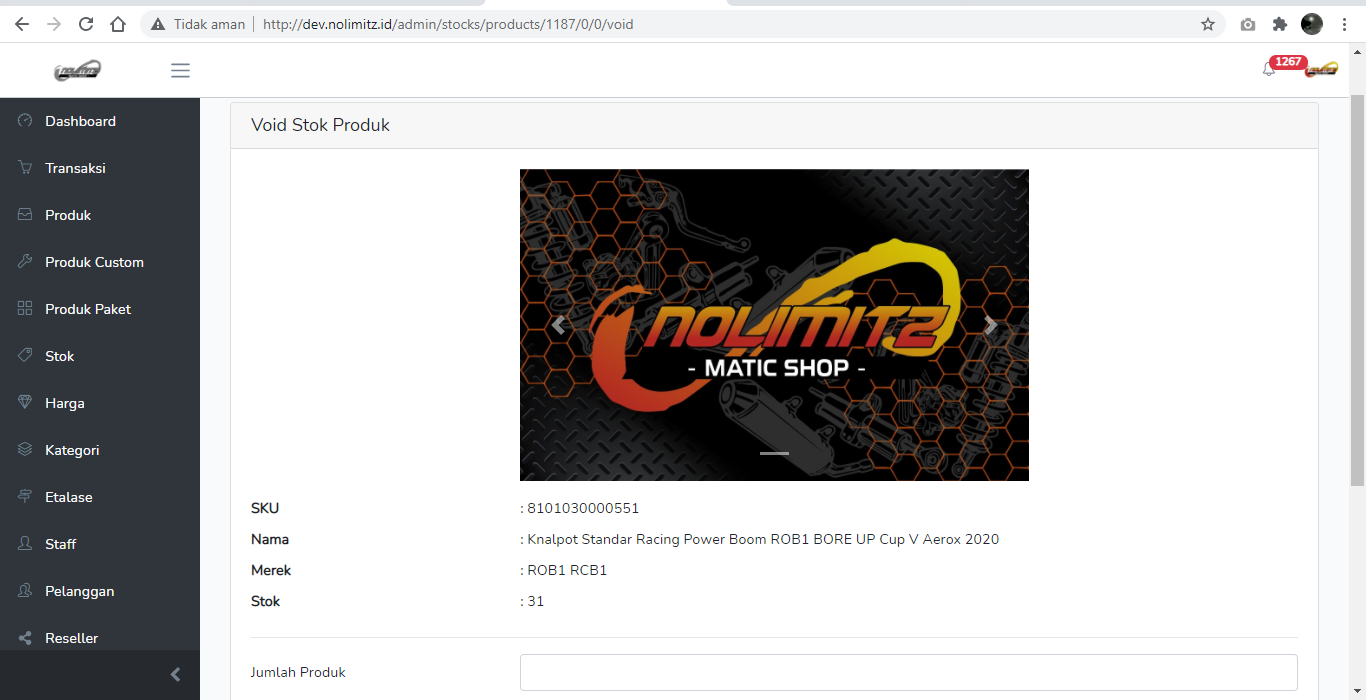 Tidak aman
http://dev.nolimitz.id/admin/stocks/products/1187/0/0/void
NOLIMITZ
1267
Dashboard
Transaksi
Produk
Produk Custom
Produk Paket
Stok
Harga
Kategori
Etalase
Staff
Pelanggan
Reseller
Void Stok Produk
NOLIMITZ
- MATIC SHOP -
SKU : 8101030000551
Nama : Knalpot Standar Racing Power Boom ROB1 BORE UP Cup V Aerox 2020
Merek : ROB1 RCB1
Stok : 31
Jumlah Produk